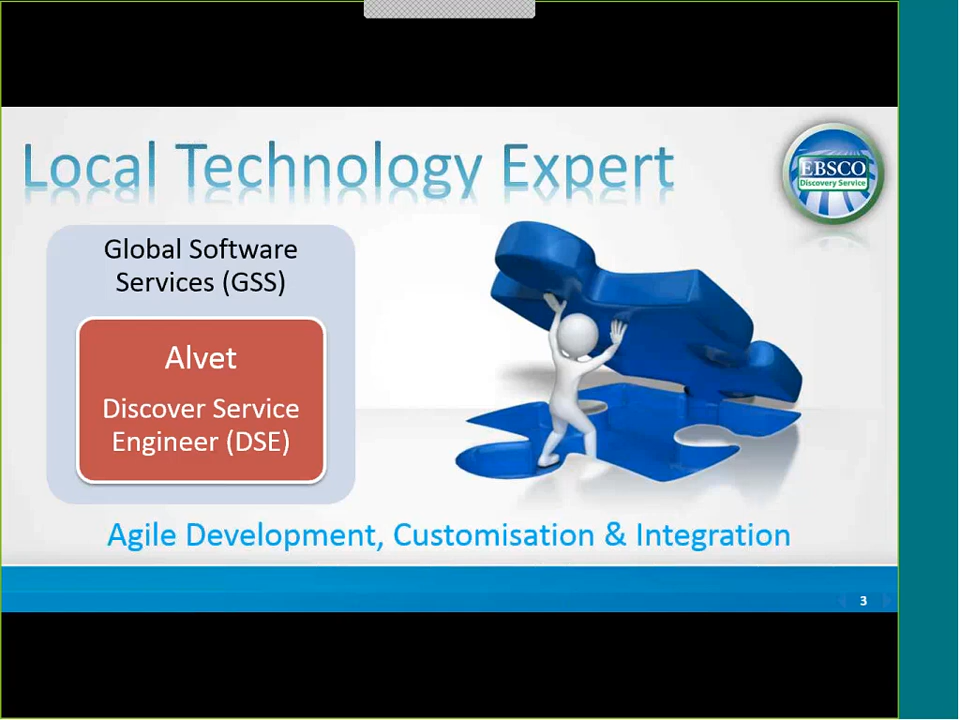 Local Technology Expert
EBSCO
Discovery Service
Global Software
Services (GSS)
Alvet
Discover Service
Engineer (DSE)
Agile Development, Customisation & Integration
3